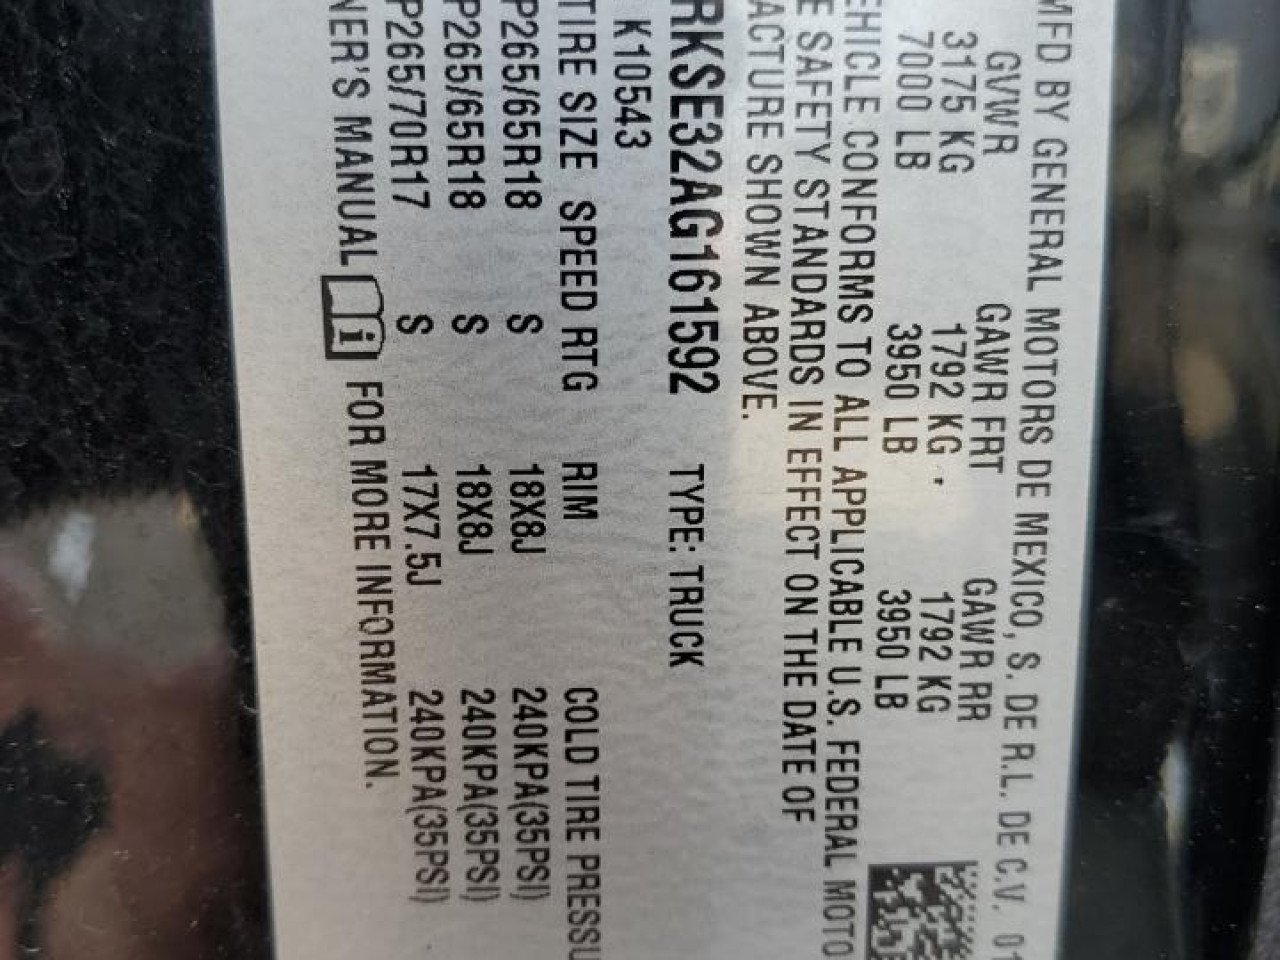 MFD BY GENERAL MOTORS DE MEXICO, S. DE R.L. DE C.V. 01
GVWR GAWR FRT GAWR RR
3175 KG 1792 KG 1792 KG
7000 LB 3950 LB 3950 LB
EHICLE CONFORMS TO ALL APPLICABLE U.S. FEDERAL MOTO
E SAFETY STANDARDS IN EFFECT ON THE DATE OF
ACTURE SHOWN ABOVE.
RKSE32AG161592 TYPE: TRUCK
K10543
TIRE SIZE SPEED RTG RIM COLD TIRE PRESSU
P265/65R18 S 18X8J 240KPA(35PSI)
P265/65R18 S 18X8J 240KPA(35PSI)
P265/70R17 S 17X7.5J 240KPA(35PSI)
NER'S MANUAL i FOR MORE INFORMATION.